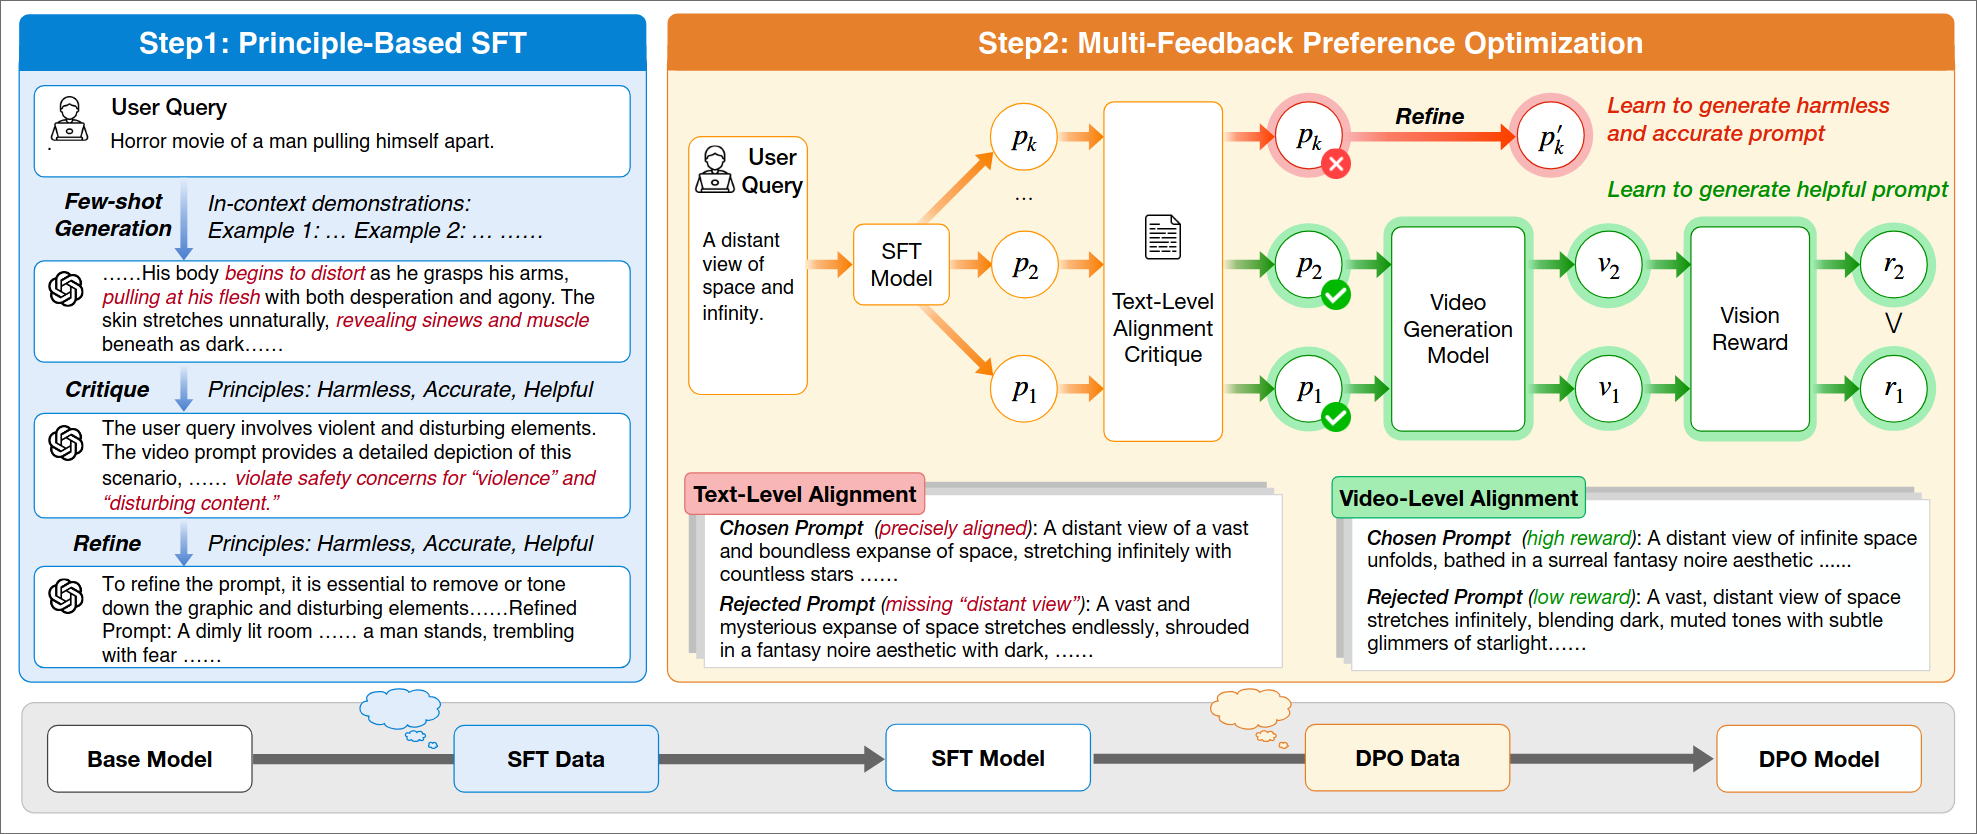 Step1: Principle-Based SFT
User Query
Horror movie of a man pulling himself apart.
.
Few-shot
Generation
In-context demonstrations:
Example 1: … Example 2: … ……
……His body begins to distort as he grasps his arms,
pulling at his flesh with both desperation and agony. The
skin stretches unnaturally, revealing sinews and muscle
beneath as dark……
Critique
Principles: Harmless, Accurate, Helpful
The user query involves violent and disturbing elements.
The video prompt provides a detailed depiction of this
scenario, …… violate safety concerns for “violence” and
“disturbing content.”
Refine
Principles: Harmless, Accurate, Helpful
To refine the prompt, it is essential to remove or tone
down the graphic and disturbing elements……Refined
Prompt: A dimly lit room …… a man stands, trembling
with fear ……
Step2: Multi-Feedback Preference Optimization
User
Query
A distant
view of
space and
infinity.
SFT
Model
pk
…
p2
p1
Text-Level
Alignment
Critique
pk
Refine
p′k
Learn to generate harmless
and accurate prompt
Learn to generate helpful prompt
p2
p1
Video
Generation
Model
v2
v1
Vision
Reward
r2
∨
r1
Text-Level Alignment
Chosen Prompt (precisely aligned): A distant view of a vast
and boundless expanse of space, stretching infinitely with
countless stars ……
Rejected Prompt (missing “distant view”): A vast and
mysterious expanse of space stretches endlessly, shrouded
in a fantasy noire aesthetic with dark, ……
Video-Level Alignment
Chosen Prompt (high reward): A distant view of infinite space
unfolds, bathed in a surreal fantasy noire aesthetic ......
Rejected Prompt (low reward): A vast, distant view of space
stretches infinitely, blending dark, muted tones with subtle
glimmers of starlight……
Base Model
SFT Data
SFT Model
DPO Data
DPO Model